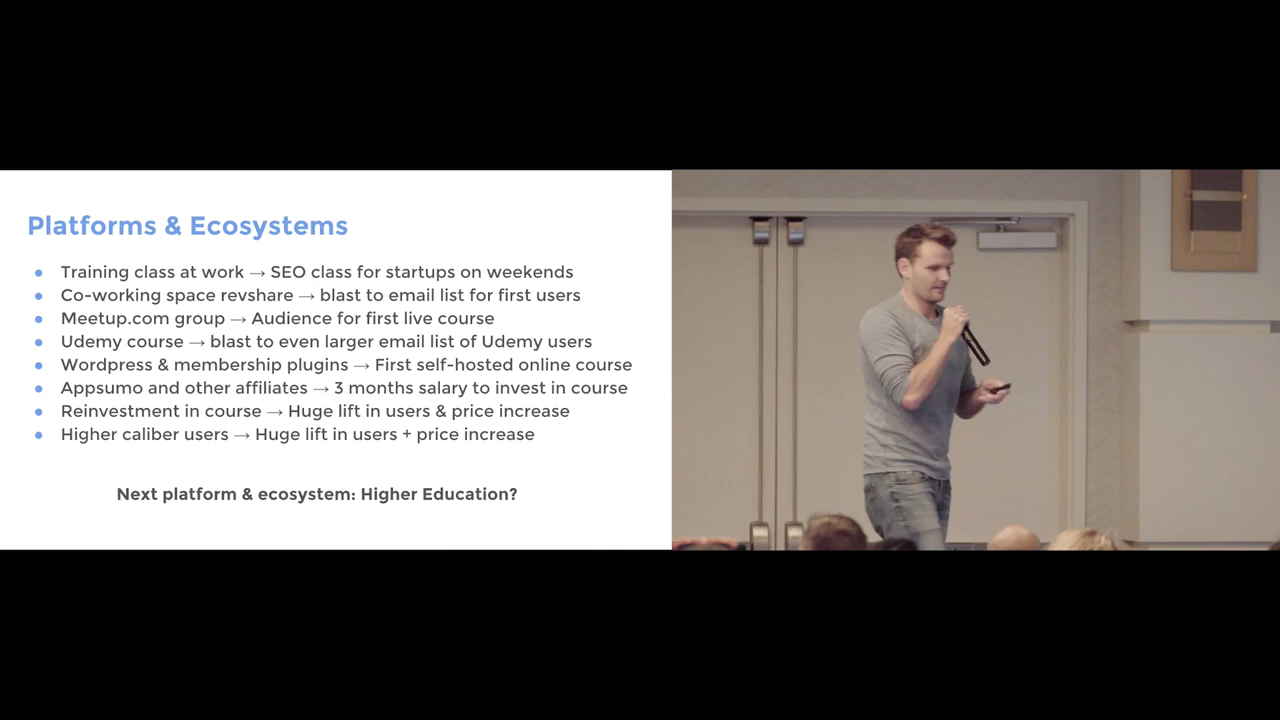 Platforms & Ecosystems
● Training class at work → SEO class for startups on weekends
● Co-working space revshare → blast to email list for first users
● Meetup.com group → Audience for first live course
● Udemy course → blast to even larger email list of Udemy users
● Wordpress & membership plugins → First self-hosted online course
● Appsumo and other affiliates → 3 months salary to invest in course
● Reinvestment in course → Huge lift in users & price increase
● Higher caliber users → Huge lift in users + price increase
Next platform & ecosystem: Higher Education?